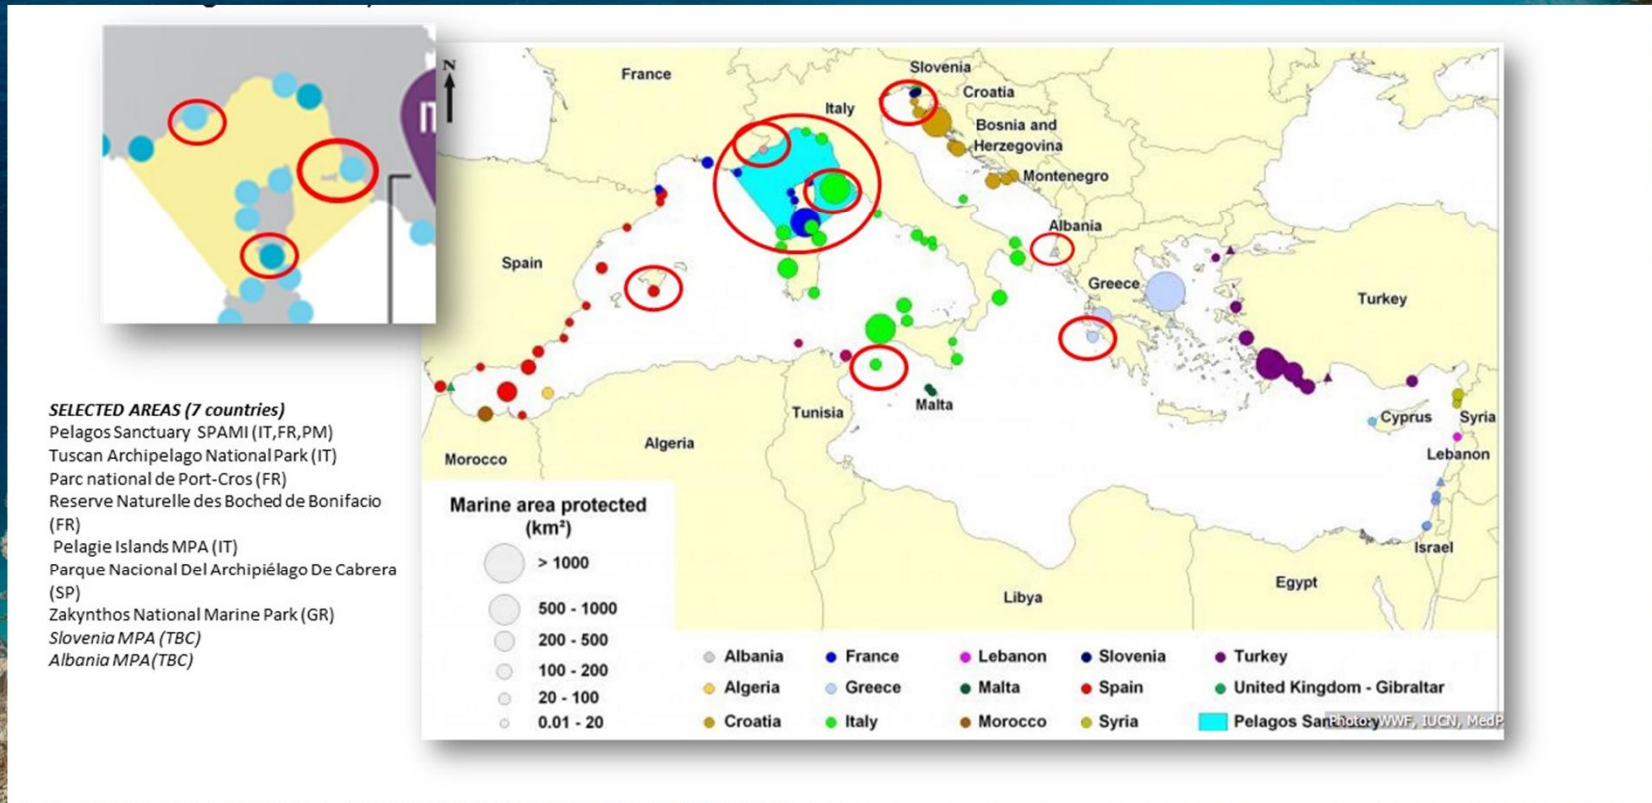 N
France
Slovenia
Croatia
Italy
Bosnia and
Herzegovina
Montenegro
Albania
Spain
Greece
Turkey
Malta
Tunisia
Cyprus
Syria
Algeria
Morocco
Lebanon
Israel
Libya
Egypt
SELECTED AREAS (7 countries)
Pelagos Sanctuary SPAMI (IT,FR,PM)
Tuscan Archipelago National Park (IT)
Parc national de Port-Cros (FR)
Reserve Naturelle des Boched de Bonifacio
(FR)
Pelagie Islands MPA (IT)
Parque Nacional Del Archipiélago De Cabrera
(SP)
Zakynthos National Marine Park (GR)
Slovenia MPA (TBC)
Albania MPA(TBC)
Marine area protected
(km²)
> 1000
500 - 1000
200 - 500
100 - 200
20 - 100
0.01 - 20
Albania
Algeria
Croatia
France
Greece
Italy
Lebanon
Malta
Morocco
Slovenia
Spain
Syria
Turkey
United Kingdom - Gibraltar
Pelagos Sanctuary
Photo: WWF, IUCN, MedP